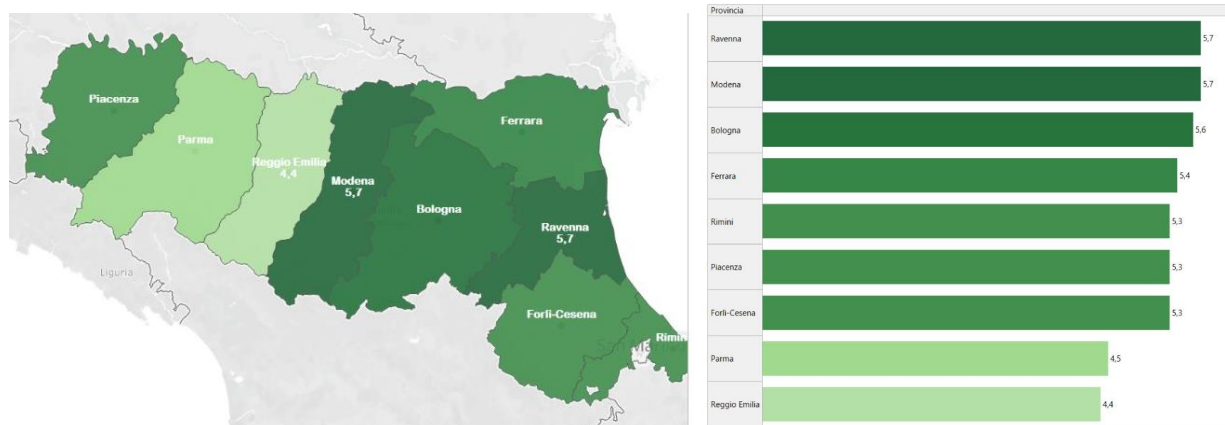 Piacenza
Parma
Reggio Emilia
4,4
Modena
5,7
Bologna
Ferrara
Ravenna
5,7
Forlì-Cesena
Rimin
Liguria
Provincia
Ravenna 5,7
Modena 5,7
Bologna 5,6
Ferrara 5,4
Rimini 5,3
Piacenza 5,3
Forlì-Cesena 5,3
Parma 4,5
Reggio Emilia 4,4